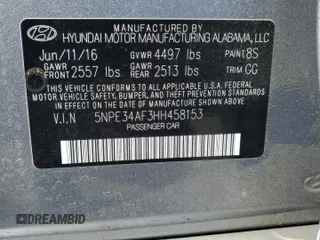 HYUNDAI MOTOR MANUFACTURING ALABAMA, LLC
Jun/11/16 GVWR 4497 lbs PAINT 8S
GAWR FRONT 2557 lbs GAWR REAR 2513 lbs TRIM GG
THIS VEHICLE CONFORMS TO ALL APPLICABLE FEDERAL MOTOR VEHICLE SAFETY, BUMPER, AND THEFT PREVENTION STANDARDS IN EFFECT ON THE DATE OF MANUFACTURE SHOWN ABOVE.
V.I.N 5NPE34AF3HH458153
PASSENGER CAR
DREAMBID